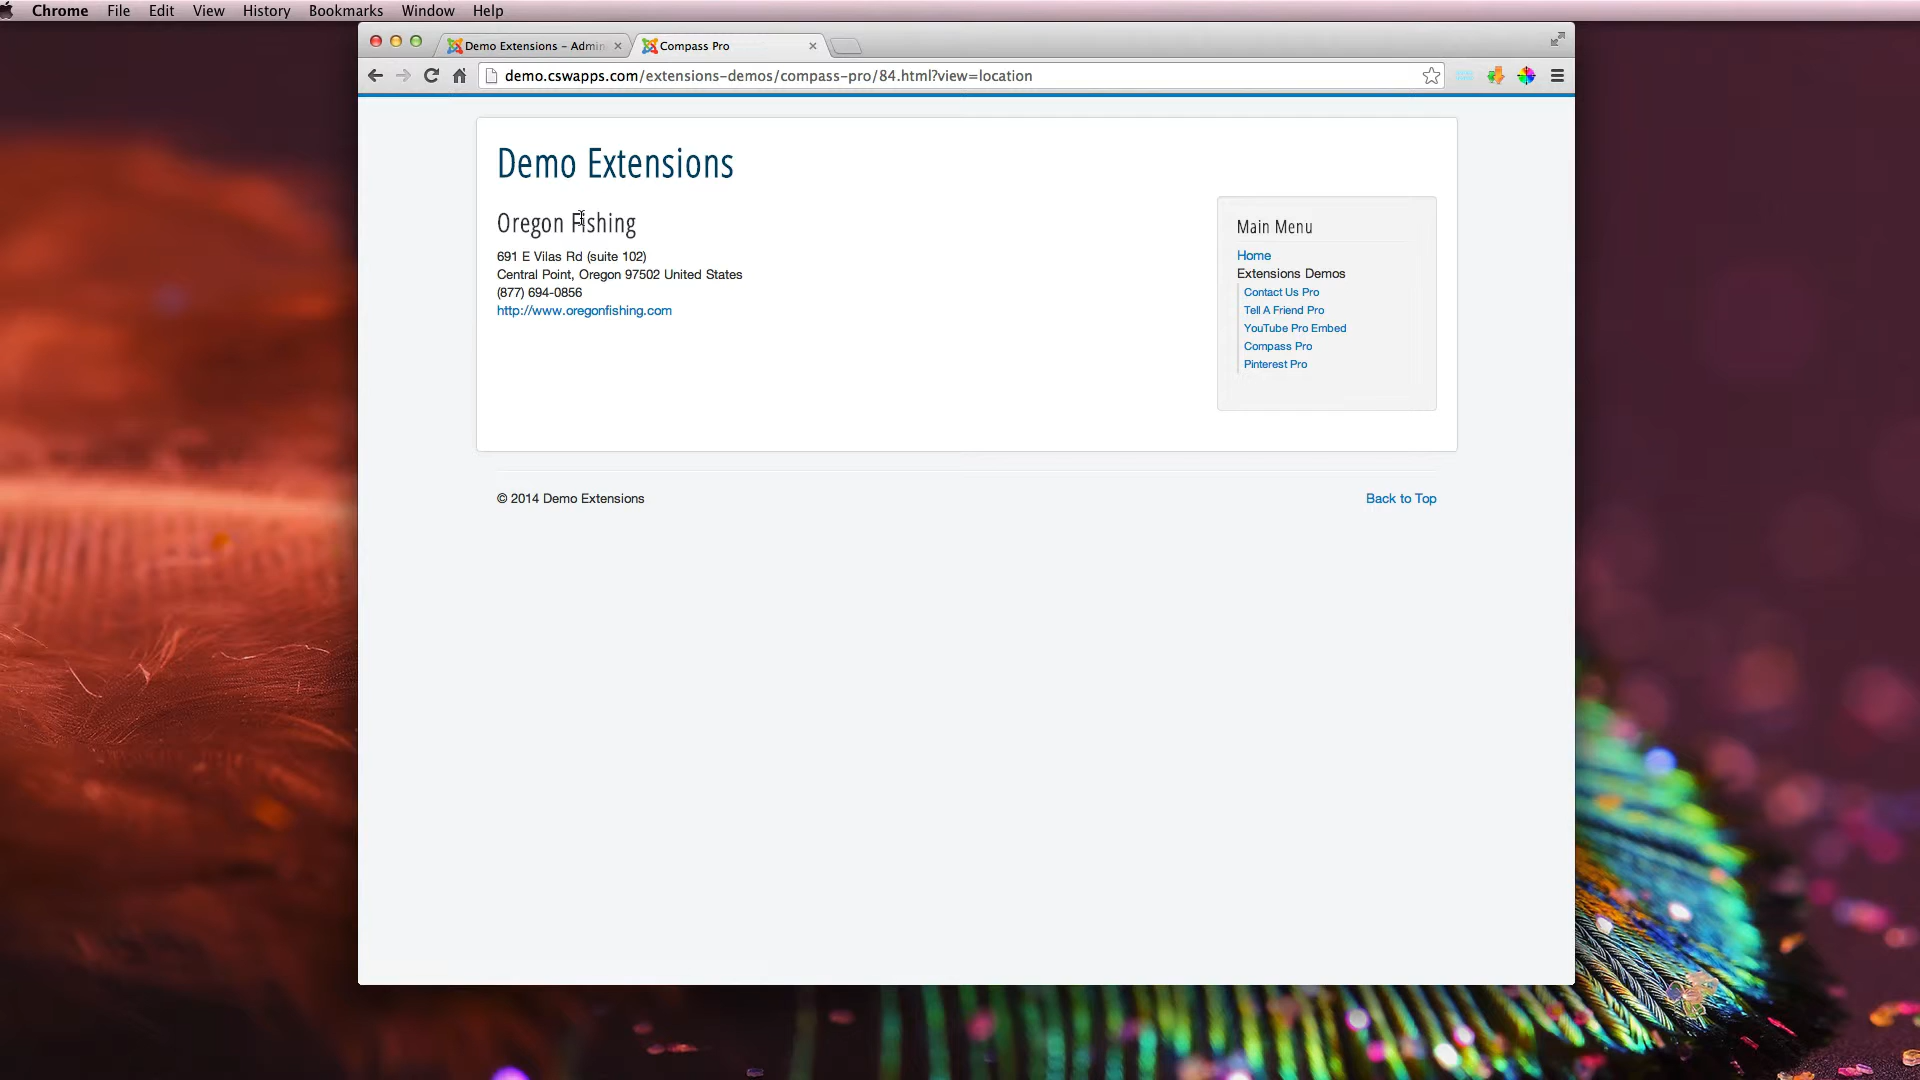 Chrome File Edit View History Bookmarks Window Help
Demo Extensions - Admin
Compass Pro
demo.cswapps.com/extensions-demos/compass-pro/84.html?view=location
Demo Extensions
Oregon Fishing
691 E Vilas Rd (suite 102)
Central Point, Oregon 97502 United States
(877) 694-0856
http://www.oregonfishing.com
Main Menu
Home
Extensions Demos
Contact Us Pro
Tell A Friend Pro
YouTube Pro Embed
Compass Pro
Pinterest Pro
© 2014 Demo Extensions
Back to Top